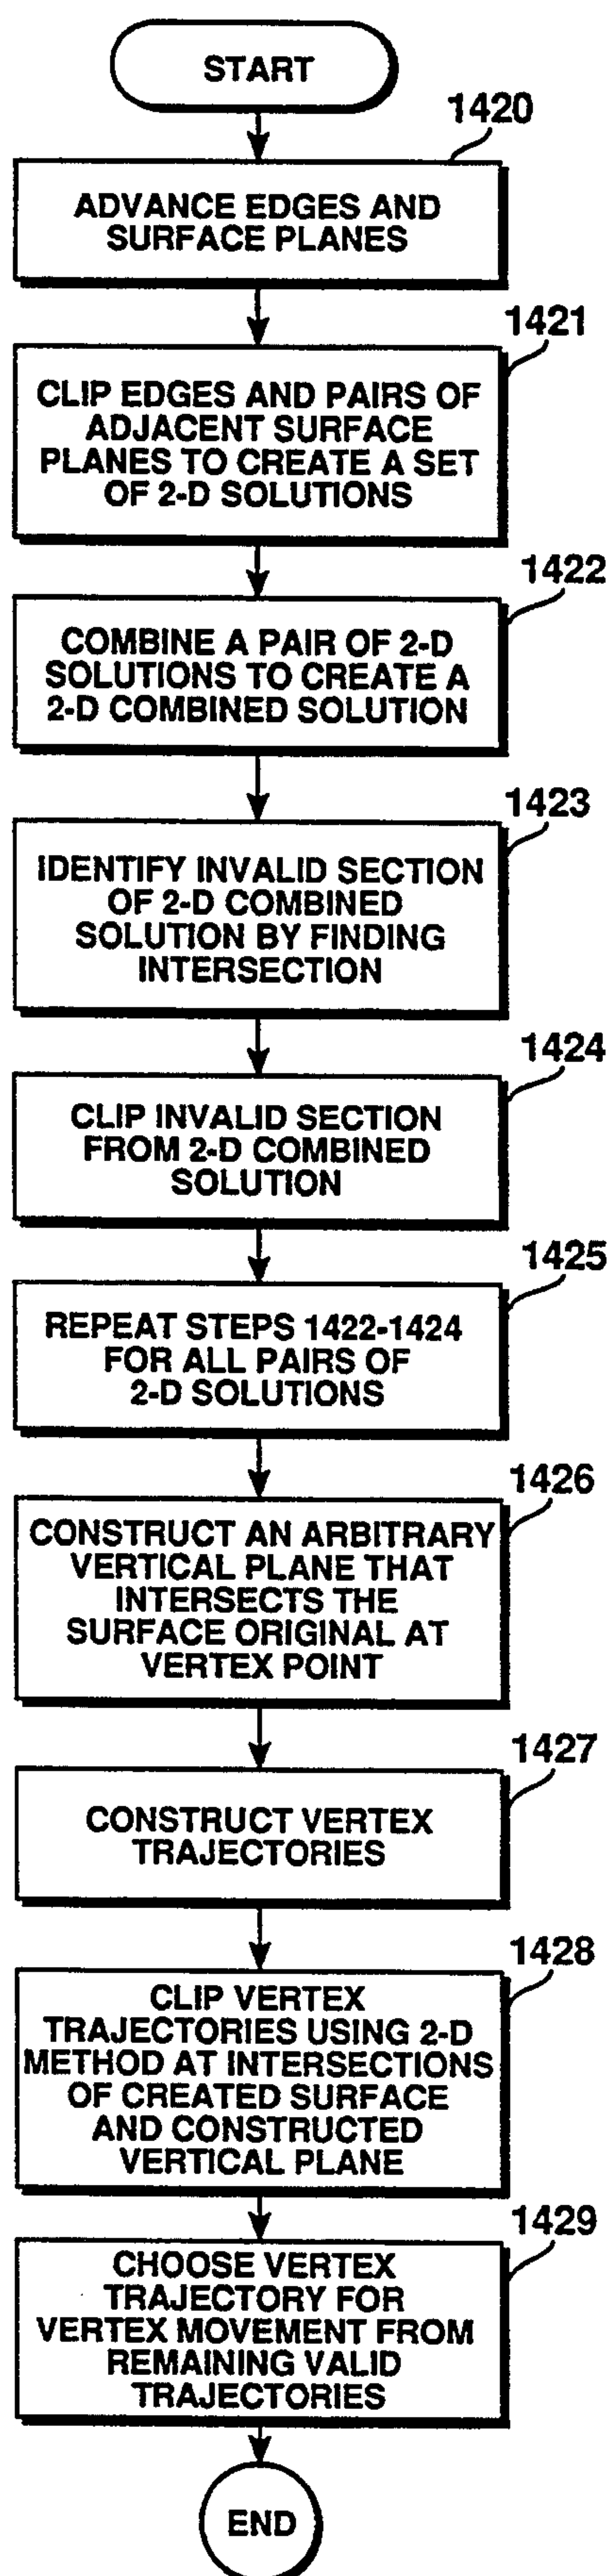 START
1420
ADVANCE EDGES AND
SURFACE PLANES
1421
CLIP EDGES AND PAIRS OF
ADJACENT SURFACE
PLANES TO CREATE A SET
OF 2-D SOLUTIONS
1422
COMBINE A PAIR OF 2-D
SOLUTIONS TO CREATE A
2-D COMBINED SOLUTION
1423
IDENTIFY INVALID SECTION
OF 2-D COMBINED
SOLUTION BY FINDING
INTERSECTION
1424
CLIP INVALID SECTION
FROM 2-D COMBINED
SOLUTION
1425
REPEAT STEPS 1422-1424
FOR ALL PAIRS OF
2-D SOLUTIONS
1426
CONSTRUCT AN ARBITRARY
VERTICAL PLANE THAT
INTERSECTS THE
SURFACE ORIGINAL AT
VERTEX POINT
1427
CONSTRUCT VERTEX
TRAJECTORIES
1428
CLIP VERTEX
TRAJECTORIES USING 2-D
METHOD AT INTERSECTIONS
OF CREATED SURFACE
AND CONSTRUCTED
VERTICAL PLANE
1429
CHOOSE VERTEX
TRAJECTORY FOR
VERTEX MOVEMENT FROM
REMAINING VALID
TRAJECTORIES
END